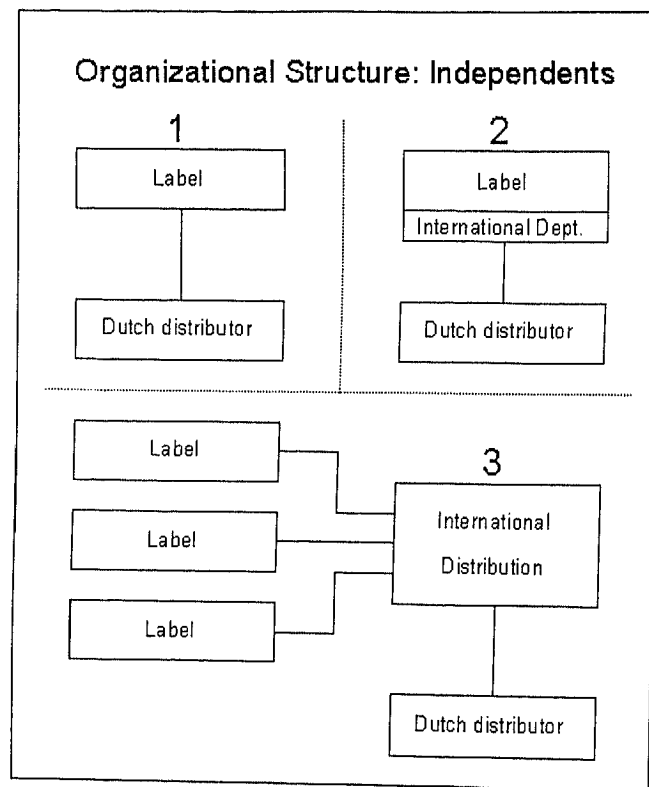 Organizational Structure: Independents
1
Label
Dutch distributor
2
Label
International Dept.
Dutch distributor
Label
Label
Label
3
International
Distribution
Dutch distributor